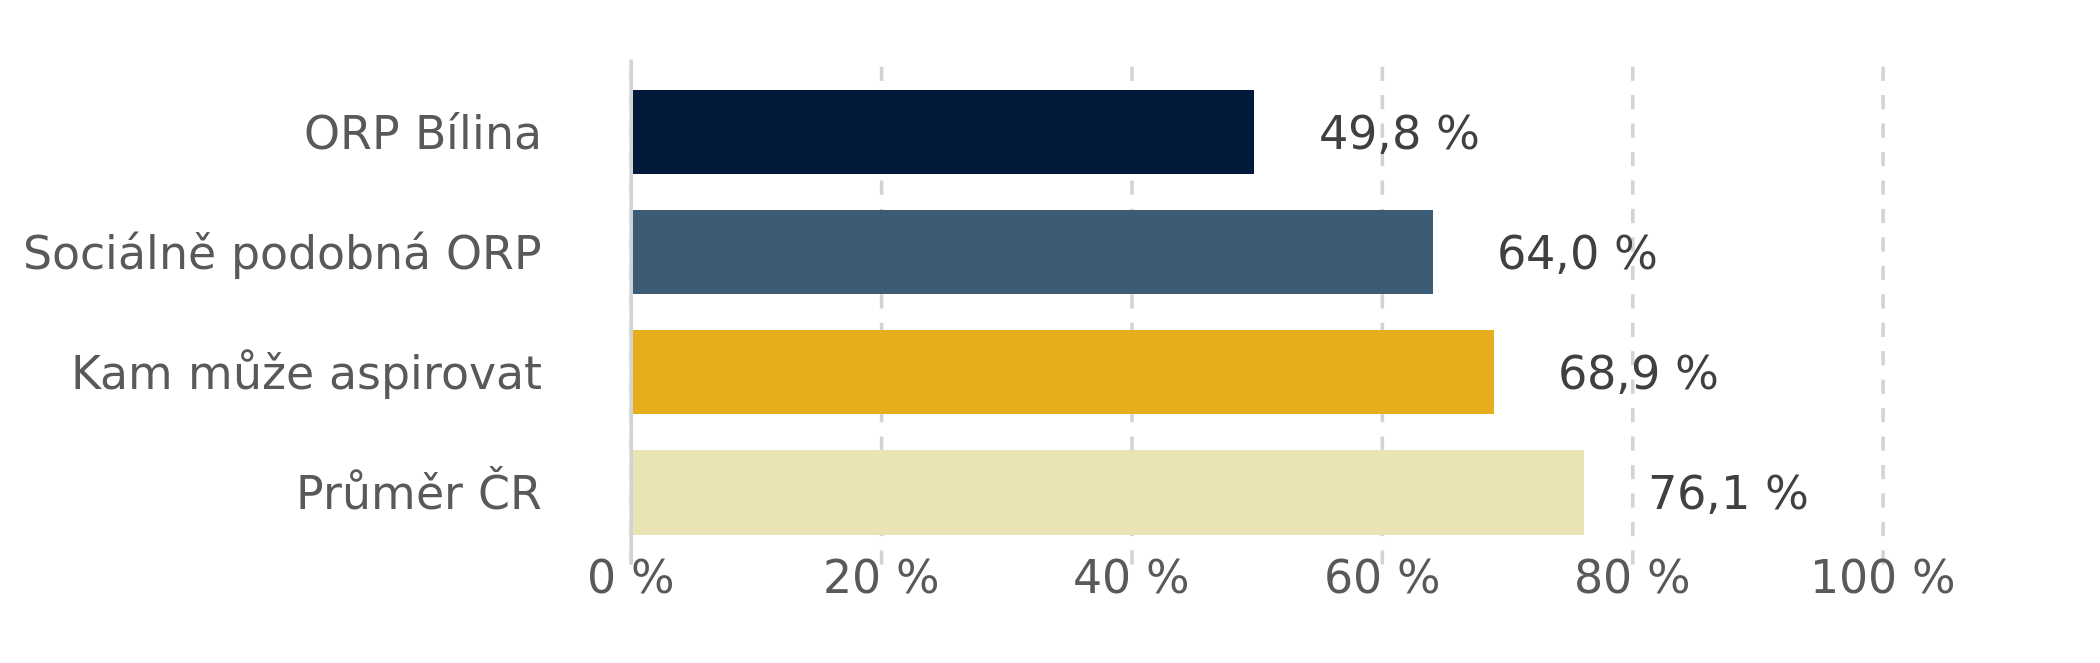 ORP Bílina 49,8 %
Sociálně podobná ORP 64,0 %
Kam může aspirovat 68,9 %
Průměr ČR 76,1 %
0 % 20 % 40 % 60 % 80 % 100 %